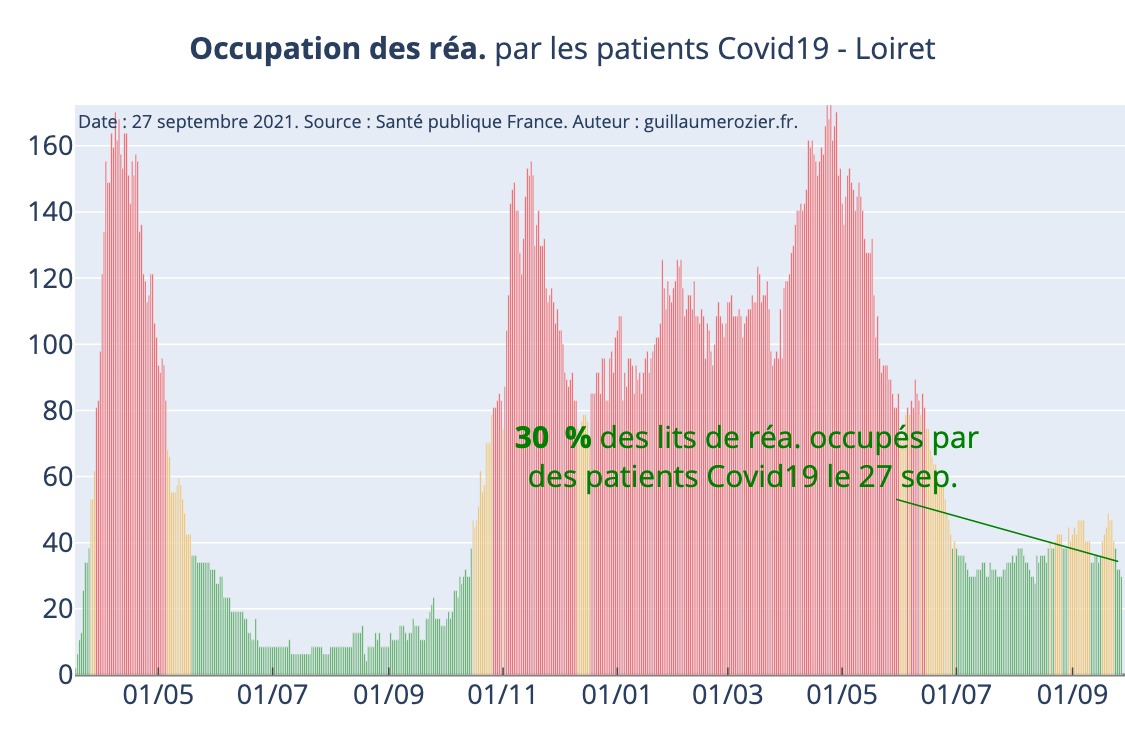 Occupation des réa. par les patients Covid19 - Loiret
Date : 27 septembre 2021. Source : Santé publique France. Auteur : guillaumerozier.fr.
160
140
120
100
80
60
40
20
0
30 % des lits de réa. occupés par
des patients Covid19 le 27 sep.
01/05 01/07 01/09 01/11 01/01 01/03 01/05 01/07 01/09